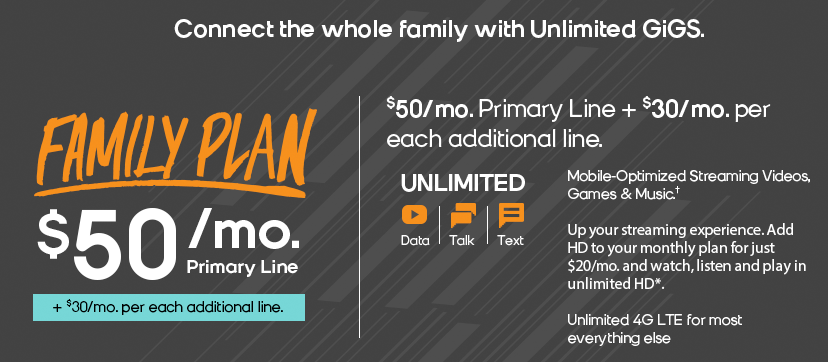 Connect the whole family with Unlimited GiGS.
FAMILY PLAN
$50/mo.
Primary Line
+ $30/mo. per each additional line.
$50/mo. Primary Line + $30/mo. per
each additional line.
UNLIMITED
Data | Talk | Text
Mobile-Optimized Streaming Videos,
Games & Music.†
Up your streaming experience. Add
HD to your monthly plan for just
$20/mo. and watch, listen and play in
unlimited HD*.
Unlimited 4G LTE for most
everything else